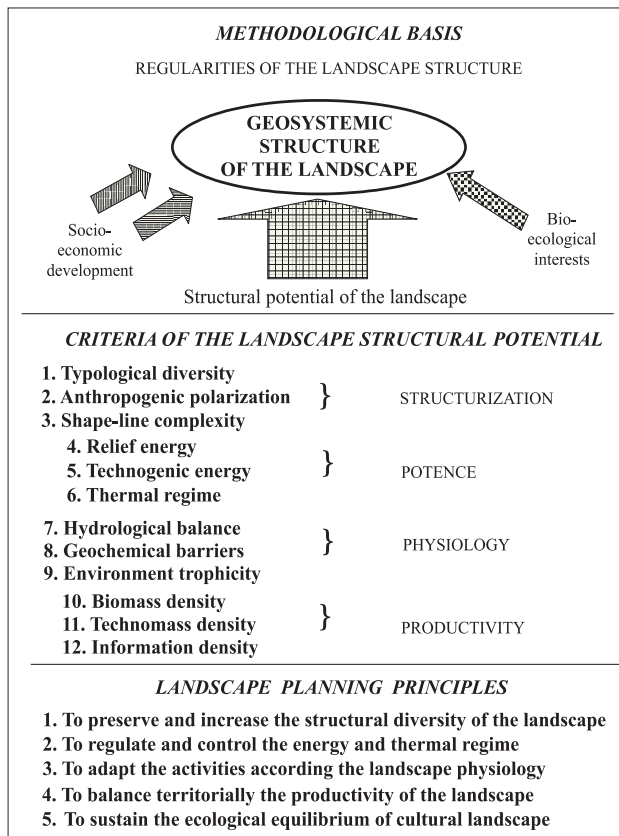 METHODOLOGICAL BASIS
REGULARITIES OF THE LANDSCAPE STRUCTURE
GEOSYSTEMIC
STRUCTURE
OF THE LANDSCAPE
Socio-
economic
development
Bio-
ecological
interests
Structural potential of the landscape
CRITERIA OF THE LANDSCAPE STRUCTURAL POTENTIAL
1. Typological diversity
2. Anthropogenic polarization } STRUCTURIZATION
3. Shape-line complexity
4. Relief energy
5. Technogenic energy } POTENCE
6. Thermal regime
7. Hydrological balance
8. Geochemical barriers } PHYSIOLOGY
9. Environment trophicity
10. Biomass density
11. Technomass density } PRODUCTIVITY
12. Information density
LANDSCAPE PLANNING PRINCIPLES
1. To preserve and increase the structural diversity of the landscape
2. To regulate and control the energy and thermal regime
3. To adapt the activities according the landscape physiology
4. To balance territorially the productivity of the landscape
5. To sustain the ecological equilibrium of cultural landscape